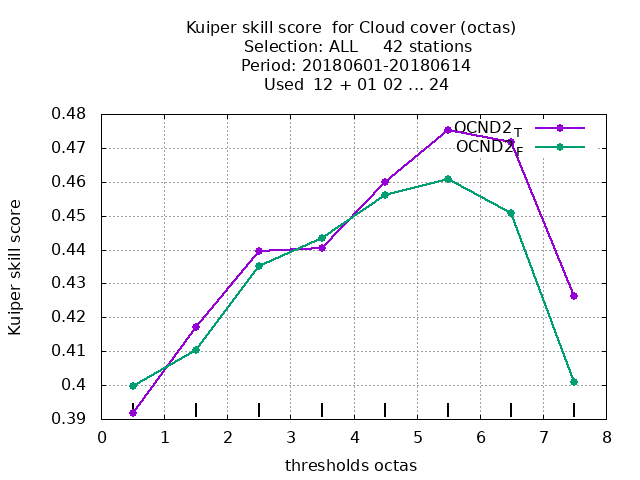 Kuiper skill score  for Cloud cover (octas)
Selection: ALL     42 stations
Period: 20180601-20180614
Used  12 + 01 02 ... 24
OCND2_T
OCND2_F
0.48
0.47
0.46
0.45
0.44
0.43
0.42
0.41
0.4
0.39
Kuiper skill score
0 1 2 3 4 5 6 7 8
thresholds octas